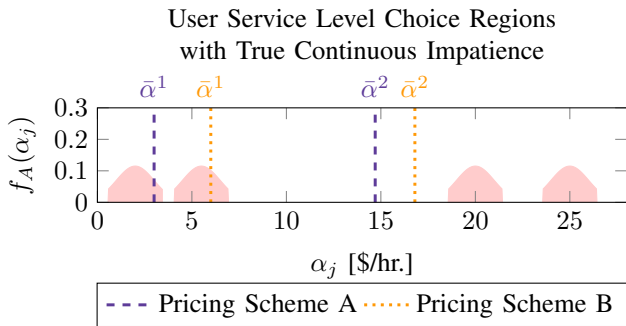 User Service Level Choice Regions
with True Continuous Impatience
ᾱ¹ ᾱ¹ ᾱ² ᾱ²
0.3
0.2
0.1
0
f_A(α_j)
0 5 10 15 20 25
α_j [$/hr.]
Pricing Scheme A Pricing Scheme B